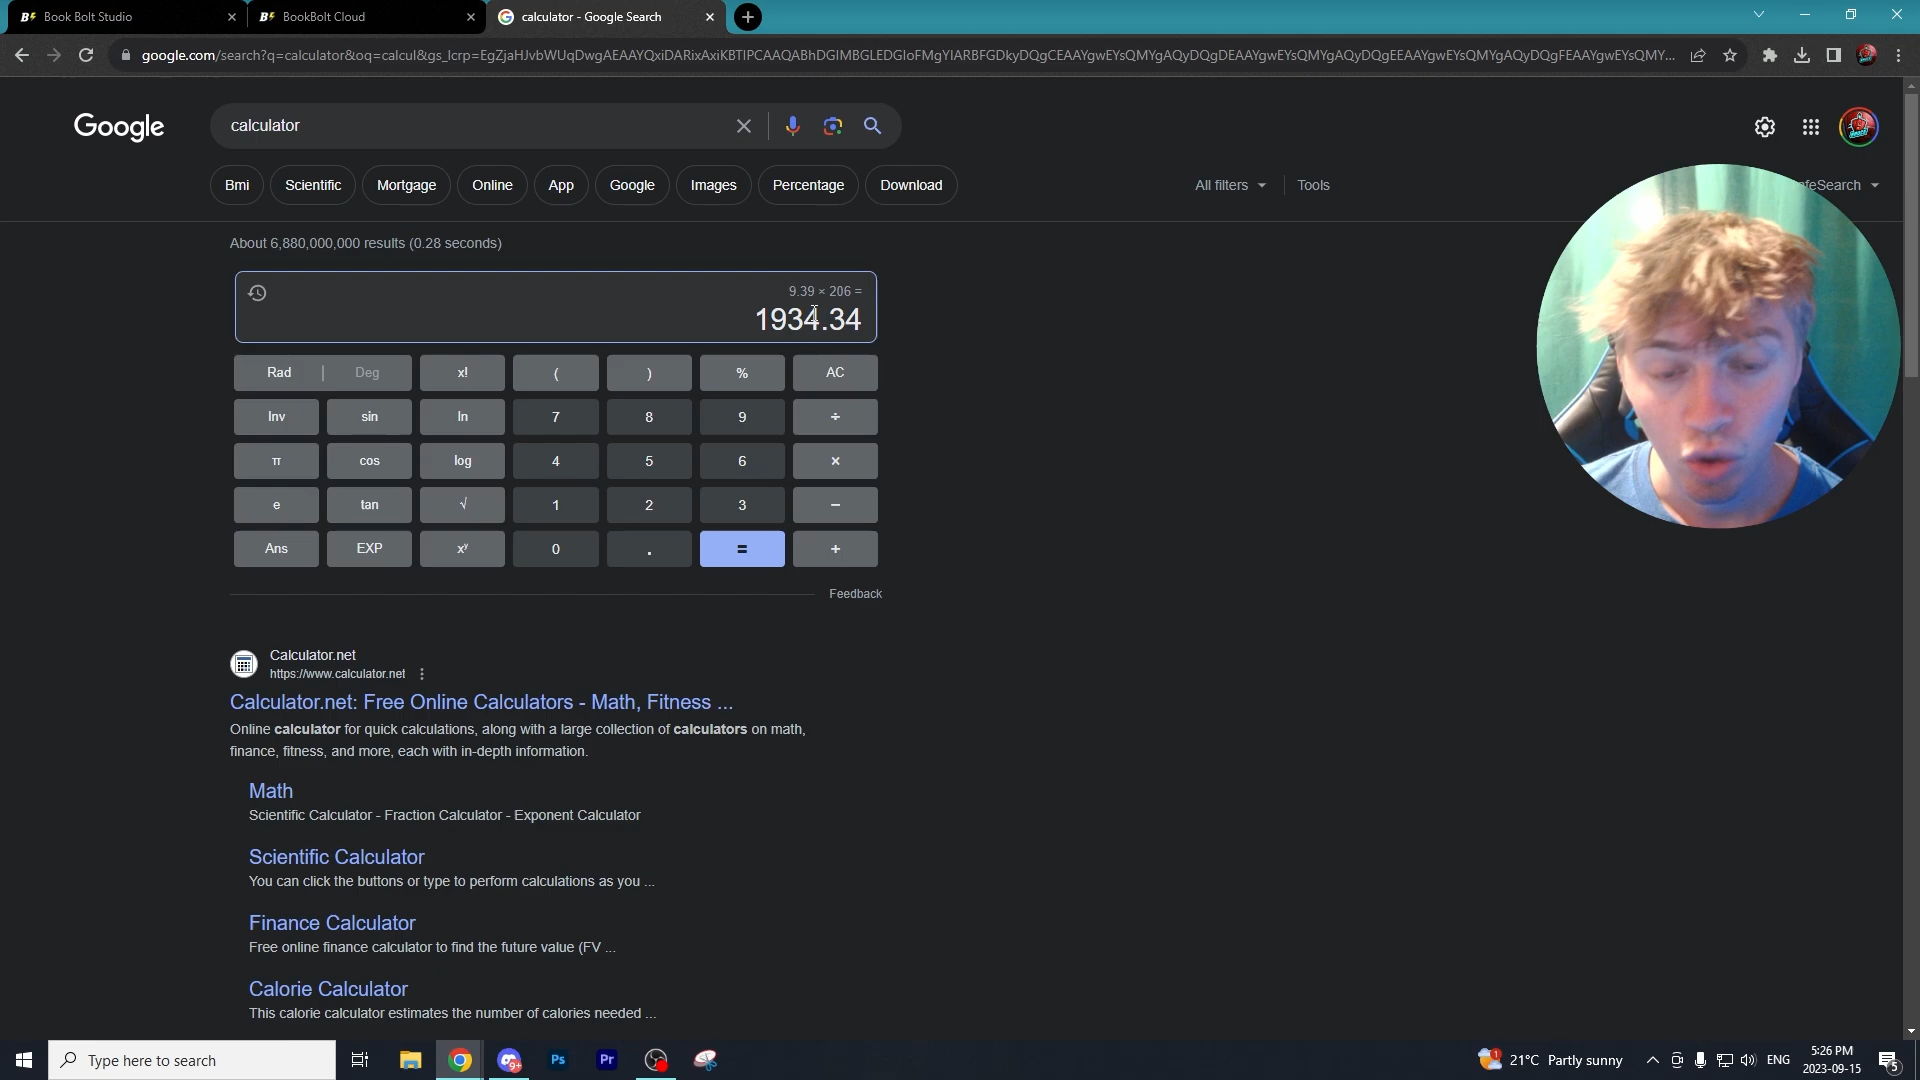 Book Bolt Studio
BookBolt Cloud
calculator - Google Search
google.com/search?q=calculator&oq=calcul&gs_lcrp=EgZjaHJvbWUqDwgAEAAYQxiDARixAxiKBTIPCAAQABhDGIMBGLEDGIoFMgYIARBFGDkyDQgCEAAYgwEYsQMYgAQyDQgDEAAYgwEYsQMYgAQyDQgEEAAYgwEYsQMYgAQyDQgFEAAYgwEYsQMY...
Google
calculator
Bmi
Scientific
Mortgage
Online
App
Google
Images
Percentage
Download
All filters
Tools
feSearch
About 6,880,000,000 results (0.28 seconds)
9.39 × 206 =
1934.34
Rad | Deg x! ( ) % AC
Inv sin ln 7 8 9 ÷
π cos log 4 5 6 ×
e tan √ 1 2 3 −
Ans EXP xʸ 0 . = +
Feedback
Calculator.net
https://www.calculator.net
Calculator.net: Free Online Calculators - Math, Fitness ...
Online calculator for quick calculations, along with a large collection of calculators on math,
finance, fitness, and more, each with in-depth information.
Math
Scientific Calculator - Fraction Calculator - Exponent Calculator
Scientific Calculator
You can click the buttons or type to perform calculations as you ...
Finance Calculator
Free online finance calculator to find the future value (FV ...
Calorie Calculator
This calorie calculator estimates the number of calories needed ...
Type here to search
9+
Ps
Pr
1
21°C Partly sunny
ENG
5:26 PM
2023-09-15
5